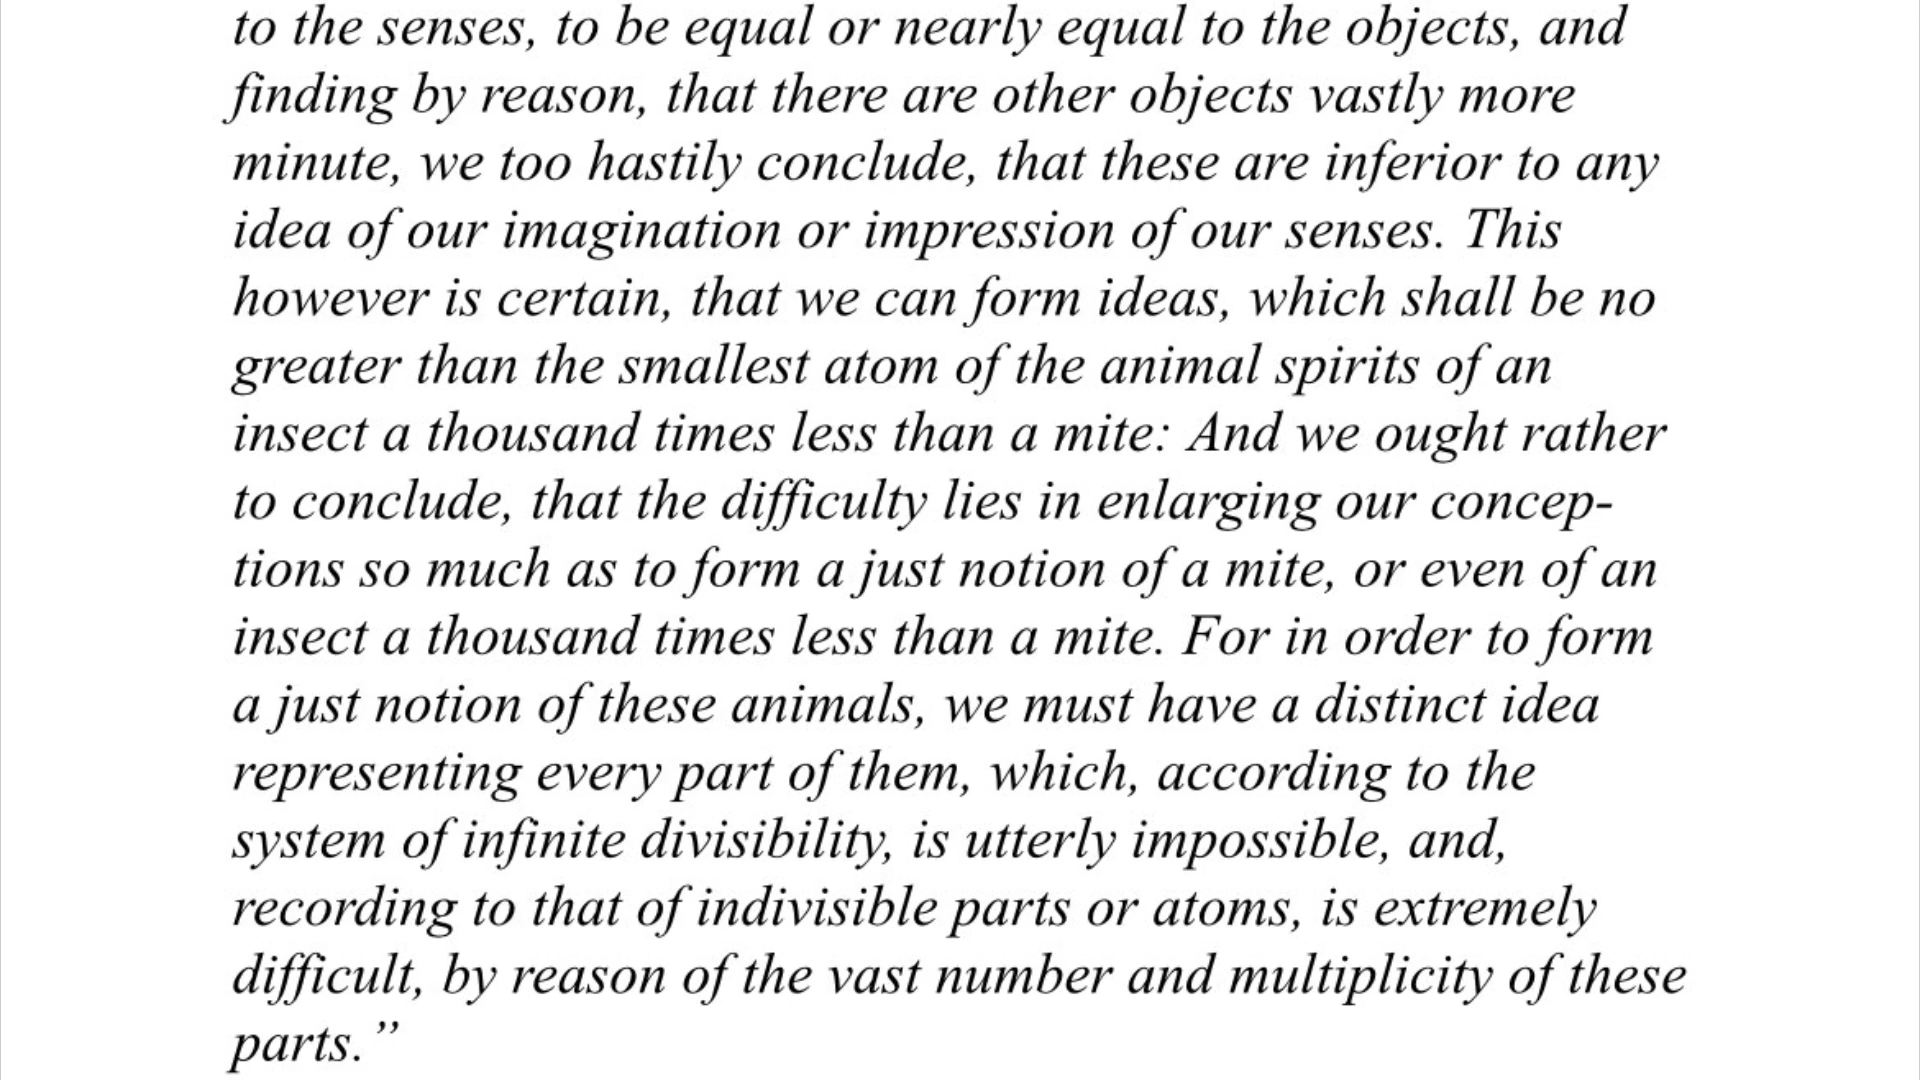 to the senses, to be equal or nearly equal to the objects, and
finding by reason, that there are other objects vastly more
minute, we too hastily conclude, that these are inferior to any
idea of our imagination or impression of our senses. This
however is certain, that we can form ideas, which shall be no
greater than the smallest atom of the animal spirits of an
insect a thousand times less than a mite: And we ought rather
to conclude, that the difficulty lies in enlarging our concep-
tions so much as to form a just notion of a mite, or even of an
insect a thousand times less than a mite. For in order to form
a just notion of these animals, we must have a distinct idea
representing every part of them, which, according to the
system of infinite divisibility, is utterly impossible, and,
recording to that of indivisible parts or atoms, is extremely
difficult, by reason of the vast number and multiplicity of these
parts.”